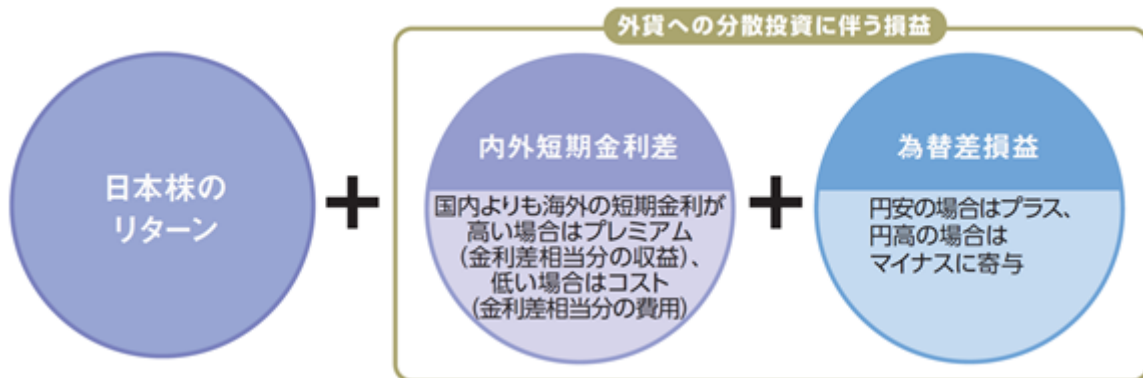 外貨への分散投資に伴う損益
日本株の
リターン
+
内外短期金利差
国内よりも海外の短期金利が
高い場合はプレミアム
(金利差相当分の収益)、
低い場合はコスト
(金利差相当分の費用)
+
為替差損益
円安の場合はプラス、
円高の場合は
マイナスに寄与